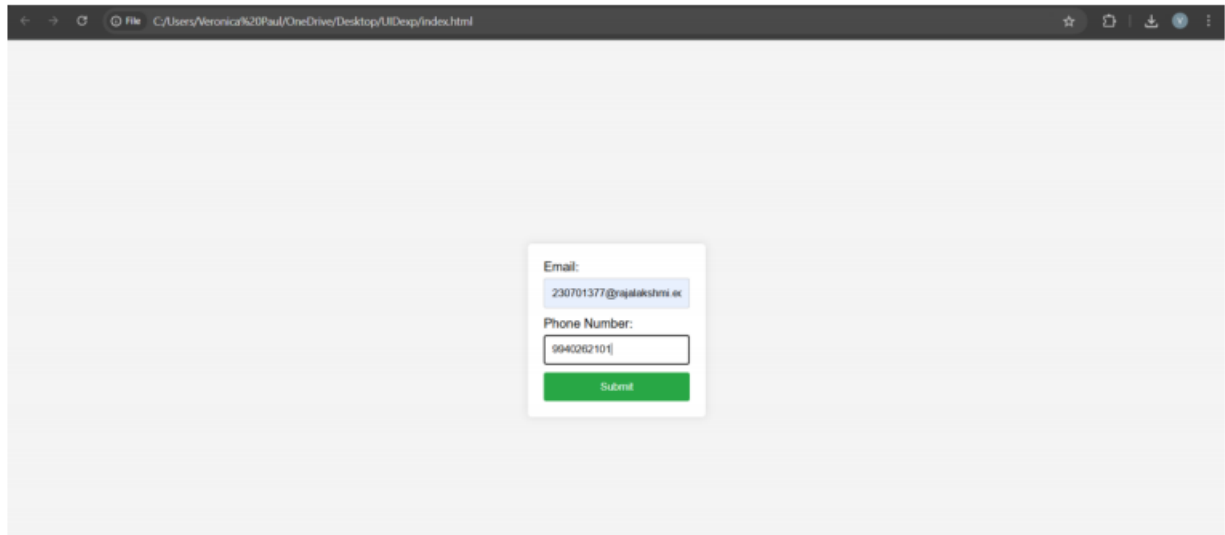 File C:/Users/Veronica%20Paul/OneDrive/Desktop/UIDexp/index.html
Email:
230701377@rajalakshmi.ec
Phone Number:
9940262101
Submit